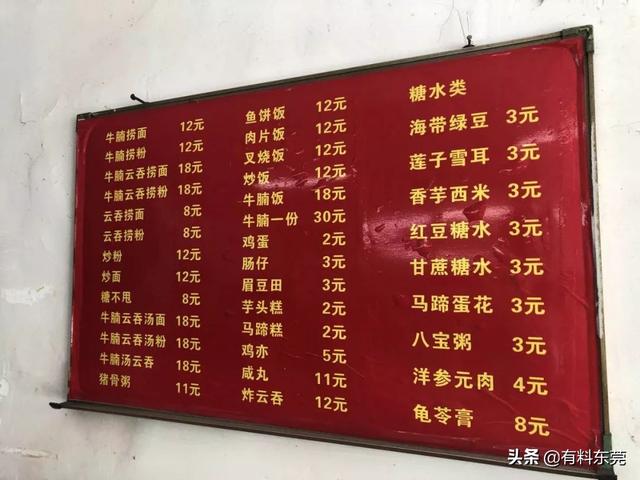 牛腩捞面 12元
牛腩捞粉 12元
牛腩云吞捞面 18元
牛腩云吞捞粉 18元
云吞捞面 8元
云吞捞粉 8元
炒粉 12元
炒面 12元
糖不甩 8元
牛腩云吞汤面 18元
牛腩云吞汤粉 18元
牛腩汤云吞 18元
猪骨粥 11元
鱼饼饭 12元
肉片饭 12元
叉烧饭 12元
炒饭 12元
牛腩饭 18元
牛腩一份 30元
鸡蛋 2元
肠仔 3元
眉豆田 3元
芋头糕 2元
马蹄糕 2元
鸡亦 5元
咸丸 11元
炸云吞 12元
糖水类
海带绿豆 3元
莲子雪耳 3元
香芋西米 3元
红豆糖水 3元
甘蔗糖水 3元
马蹄蛋花 3元
八宝粥 3元
洋参元肉 4元
龟苓膏 8元
头条 @有料东莞